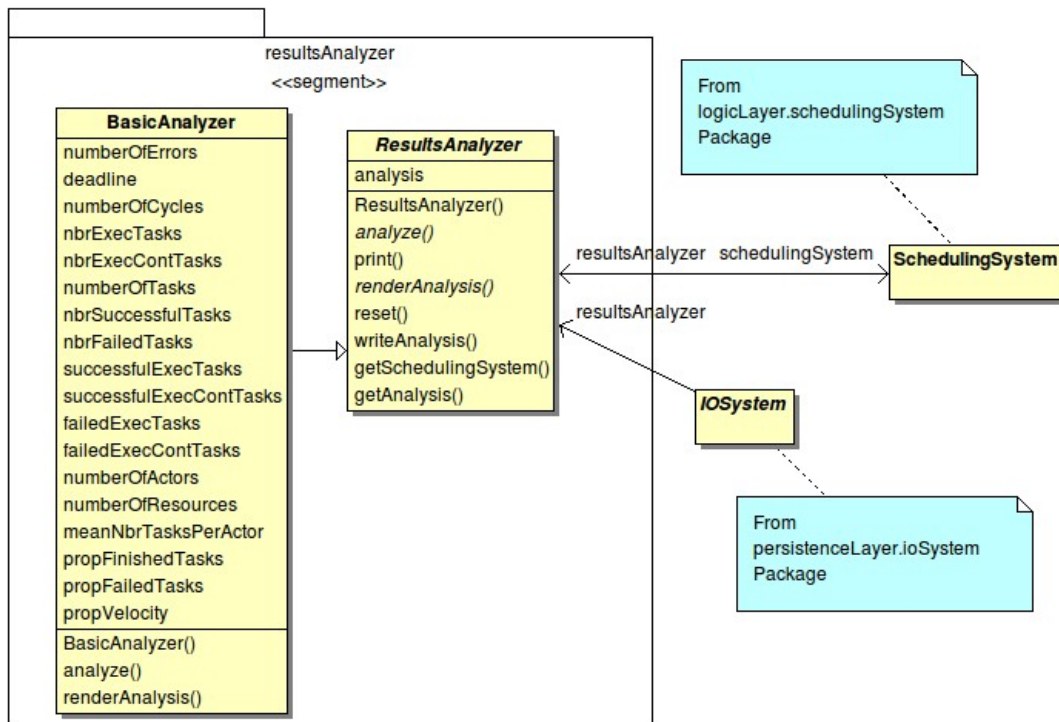 resultsAnalyzer
<<segment>>
BasicAnalyzer
numberOfErrors
deadline
numberOfCycles
nbrExecTasks
nbrExecContTasks
numberOfTasks
nbrSuccessfulTasks
nbrFailedTasks
successfulExecTasks
successfulExecContTasks
failedExecTasks
failedExecContTasks
numberOfActors
numberOfResources
meanNbrTasksPerActor
propFinishedTasks
propFailedTasks
propVelocity
BasicAnalyzer()
analyze()
renderAnalysis()
ResultsAnalyzer
analysis
ResultsAnalyzer()
analyze()
print()
renderAnalysis()
reset()
writeAnalysis()
getSchedulingSystem()
getAnalysis()
resultsAnalyzer schedulingSystem
resultsAnalyzer
From
logicLayer.schedulingSystem
Package
SchedulingSystem
IOSystem
From
persistenceLayer.ioSystem
Package